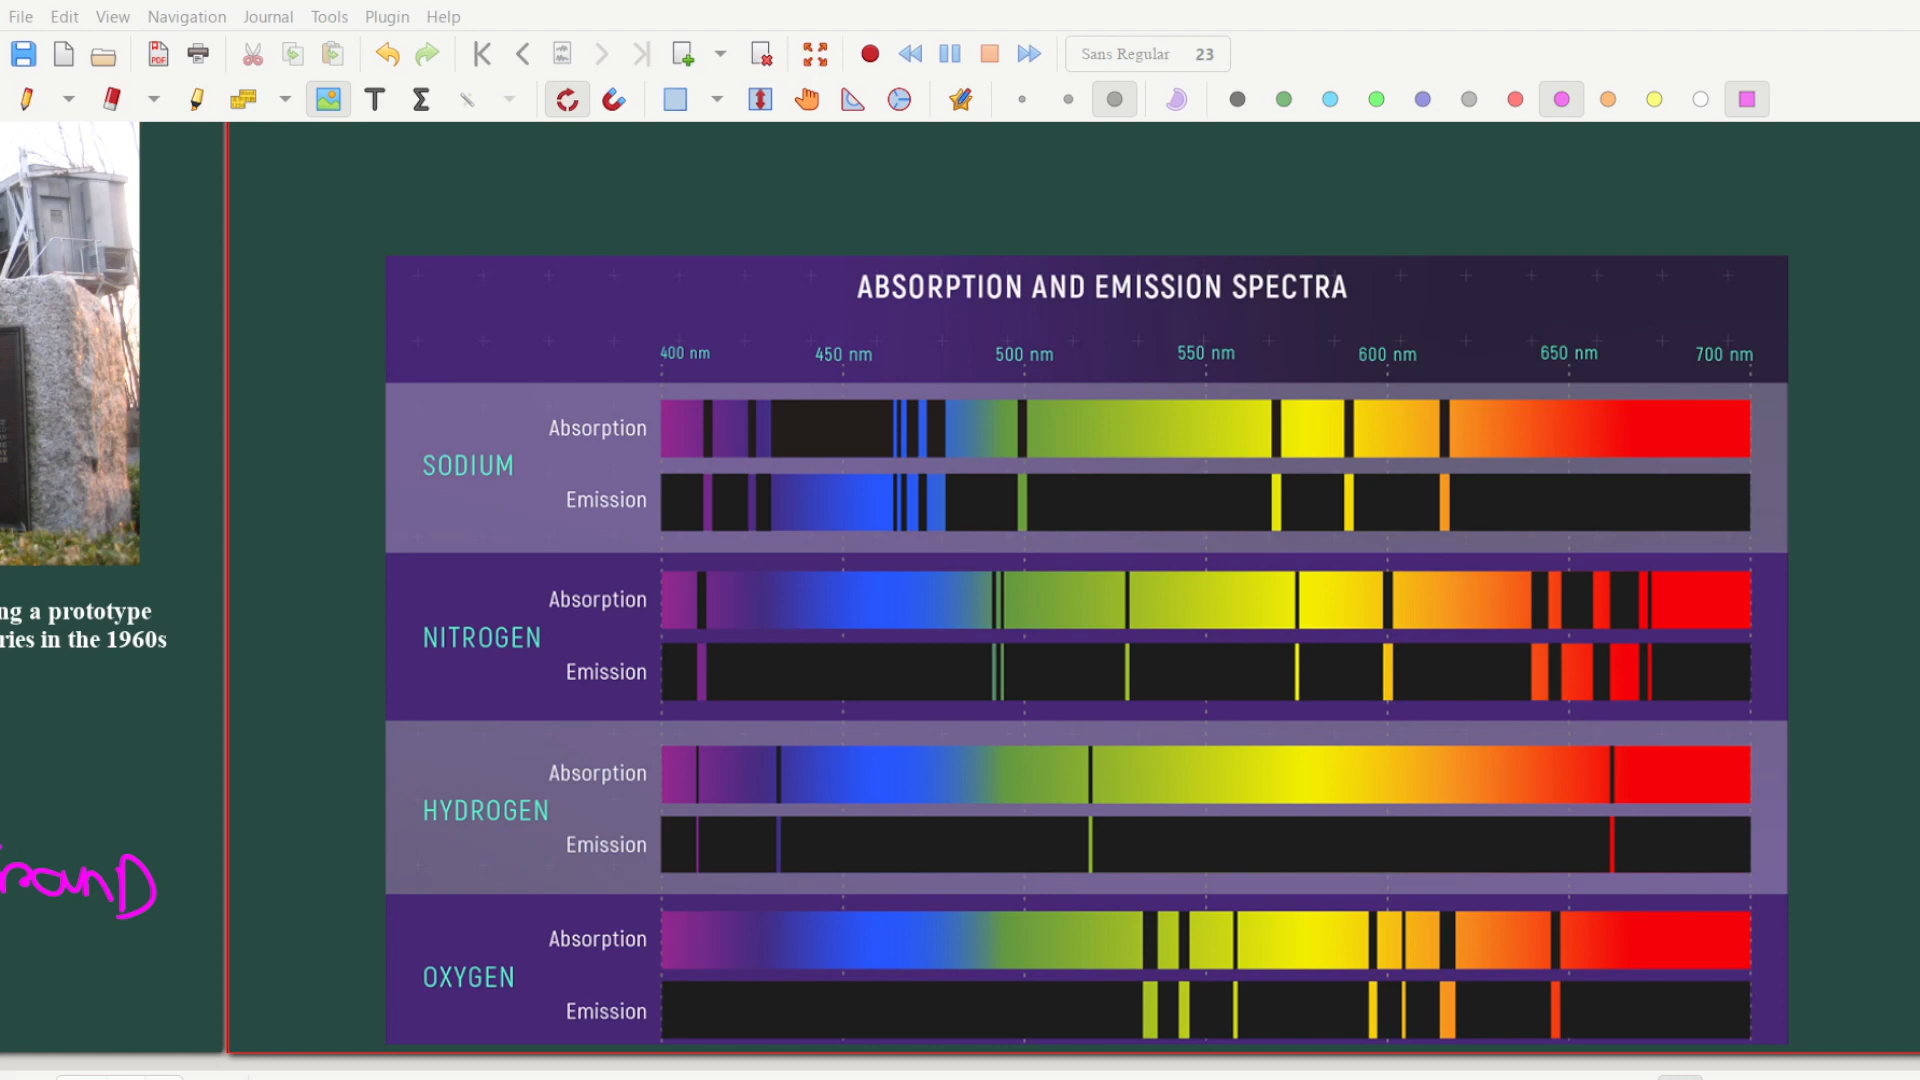 File Edit View Navigation Journal Tools Plugin Help
PDF
Sans Regular 23
T Σ
ng a prototype
ries in the 1960s
ABSORPTION AND EMISSION SPECTRA
400 nm 450 nm 500 nm 550 nm 600 nm 650 nm 700 nm
SODIUM
Absorption
Emission
NITROGEN
Absorption
Emission
HYDROGEN
Absorption
Emission
OXYGEN
Absorption
Emission